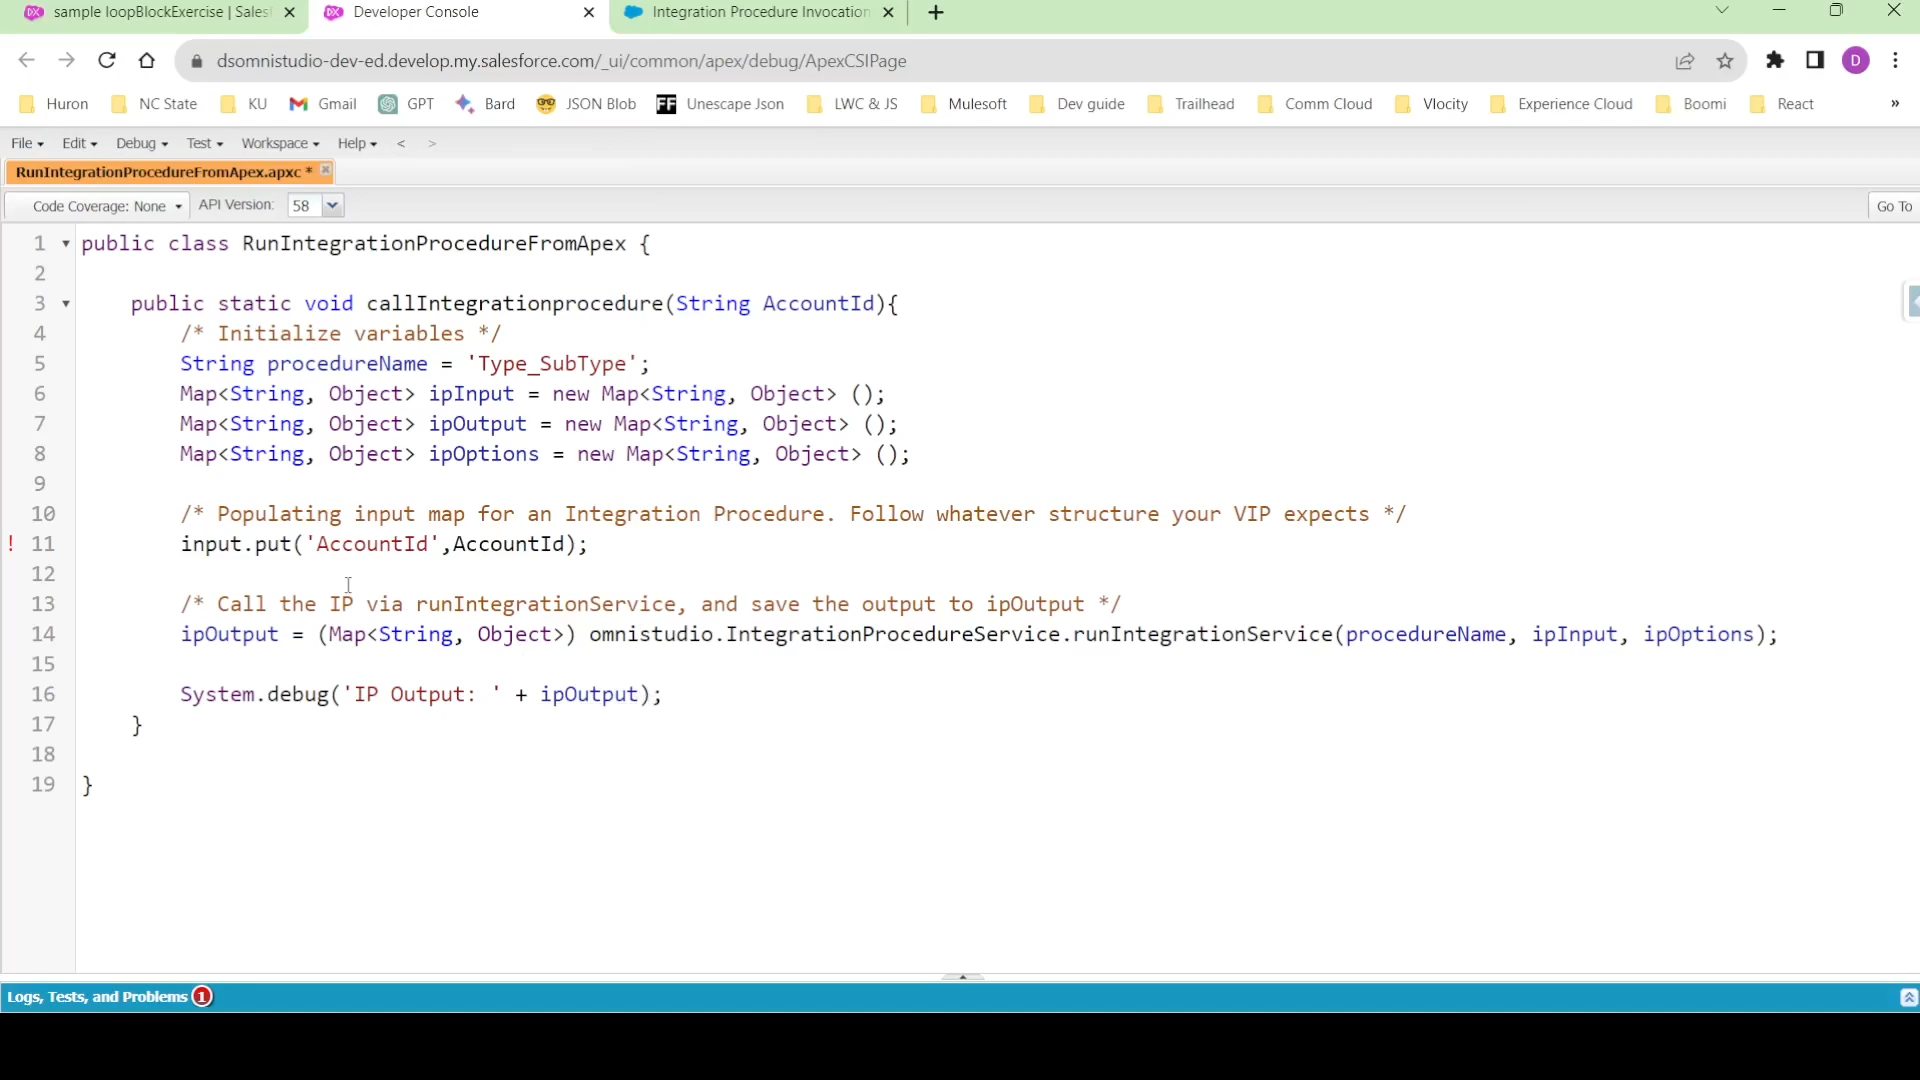 sample loopBlockExercise | Sales
Developer Console
Integration Procedure Invocation
dsomnistudio-dev-ed.develop.my.salesforce.com/_ui/common/apex/debug/ApexCSIPage
D
Huron NC State KU Gmail GPT Bard JSON Blob FF Unescape Json LWC & JS Mulesoft Dev guide Trailhead Comm Cloud Vlocity Experience Cloud Boomi React »
File Edit Debug Test Workspace Help < >
RunIntegrationProcedureFromApex.apxc *
Code Coverage: None API Version: 58 Go To
1 public class RunIntegrationProcedureFromApex {
2
3 public static void callIntegrationprocedure(String AccountId){
4 /* Initialize variables */
5 String procedureName = 'Type_SubType';
6 Map<String, Object> ipInput = new Map<String, Object> ();
7 Map<String, Object> ipOutput = new Map<String, Object> ();
8 Map<String, Object> ipOptions = new Map<String, Object> ();
9
10 /* Populating input map for an Integration Procedure. Follow whatever structure your VIP expects */
! 11 input.put('AccountId',AccountId);
12
13 /* Call the IP via runIntegrationService, and save the output to ipOutput */
14 ipOutput = (Map<String, Object>) omnistudio.IntegrationProcedureService.runIntegrationService(procedureName, ipInput, ipOptions);
15
16 System.debug('IP Output: ' + ipOutput);
17 }
18
19 }
Logs, Tests, and Problems 1